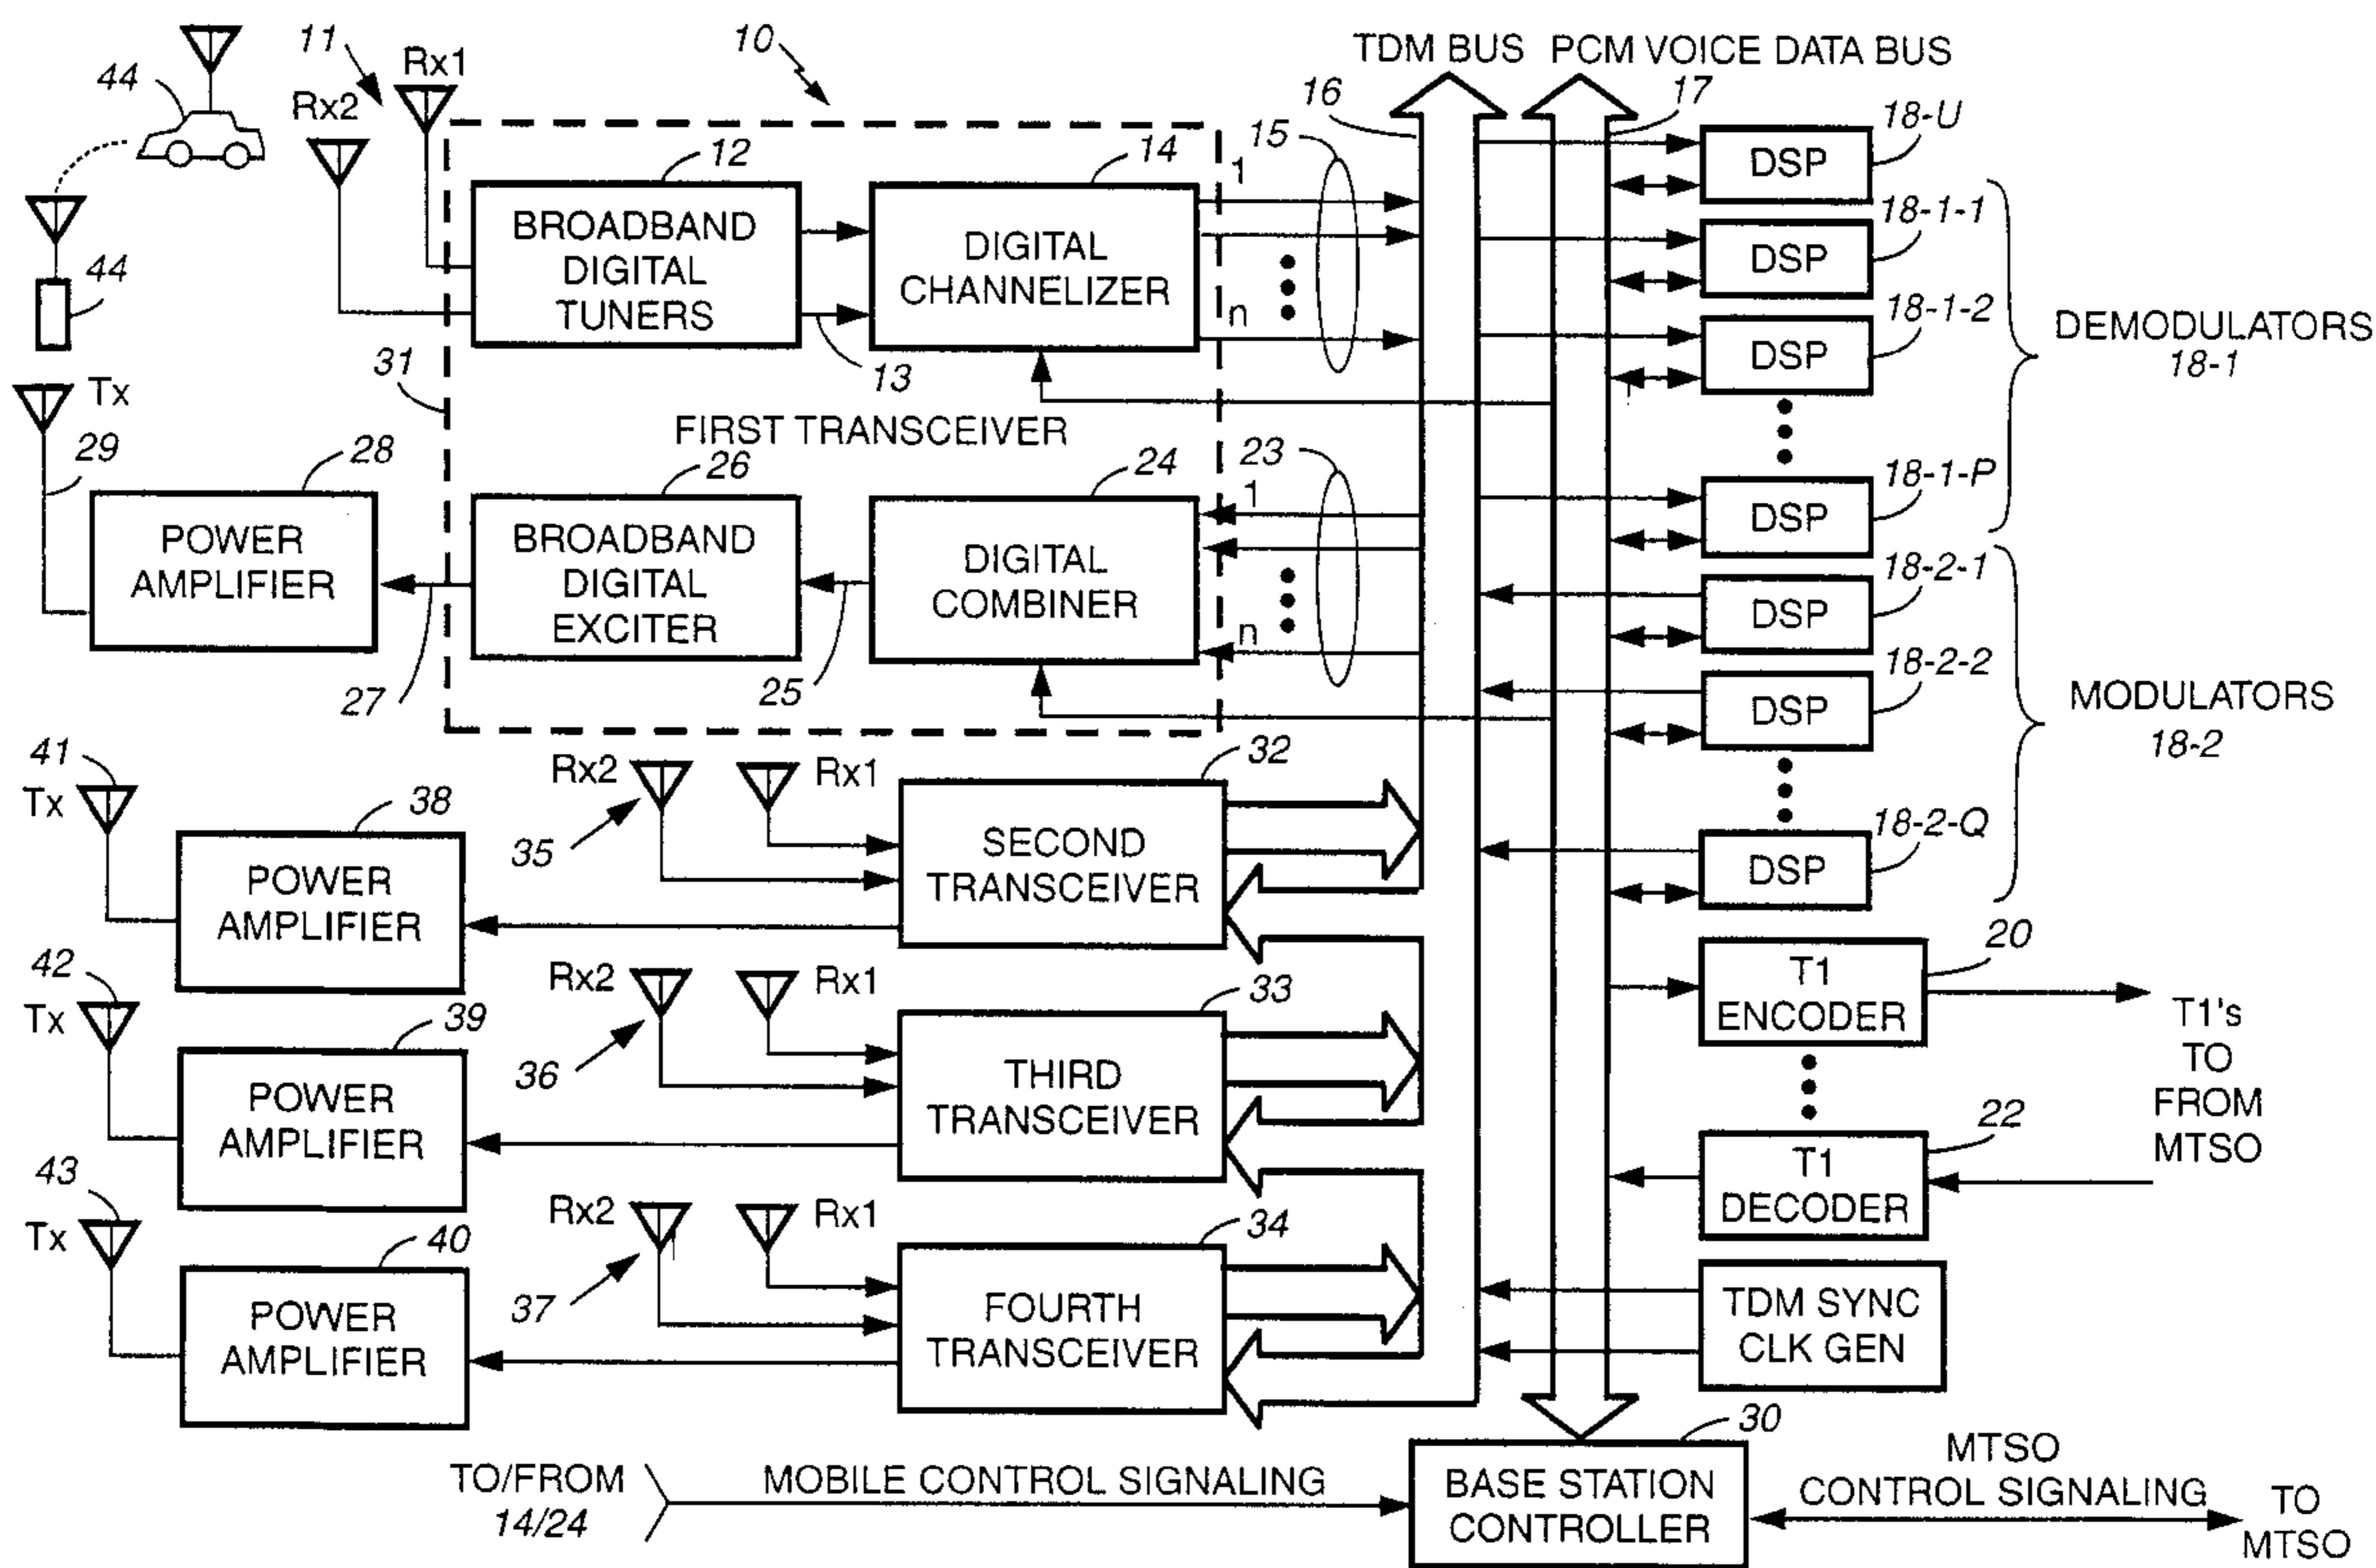 TDM BUS
PCM VOICE DATA BUS
10
11
Rx1
Rx2
44
44
12
14
1
n
15
16
17
BROADBAND
DIGITAL
TUNERS
DIGITAL
CHANNELIZER
13
31
FIRST TRANSCEIVER
DSP
18-U
DSP
18-1-1
DSP
18-1-2
DSP
18-1-P
DEMODULATORS
18-1
Tx
29
28
POWER
AMPLIFIER
27
26
BROADBAND
DIGITAL
EXCITER
25
24
DIGITAL
COMBINER
23
1
n
DSP
18-2-1
DSP
18-2-2
DSP
18-2-Q
MODULATORS
18-2
41
Tx
38
POWER
AMPLIFIER
Rx2
Rx1
35
32
SECOND
TRANSCEIVER
42
Tx
39
POWER
AMPLIFIER
Rx2
Rx1
36
33
THIRD
TRANSCEIVER
43
Tx
40
POWER
AMPLIFIER
Rx2
Rx1
37
34
FOURTH
TRANSCEIVER
20
T1
ENCODER
22
T1
DECODER
T1's
TO
FROM
MTSO
TDM SYNC
CLK GEN
30
BASE STATION
CONTROLLER
TO/FROM
14/24
MOBILE CONTROL SIGNALING
MTSO
CONTROL SIGNALING
TO
MTSO